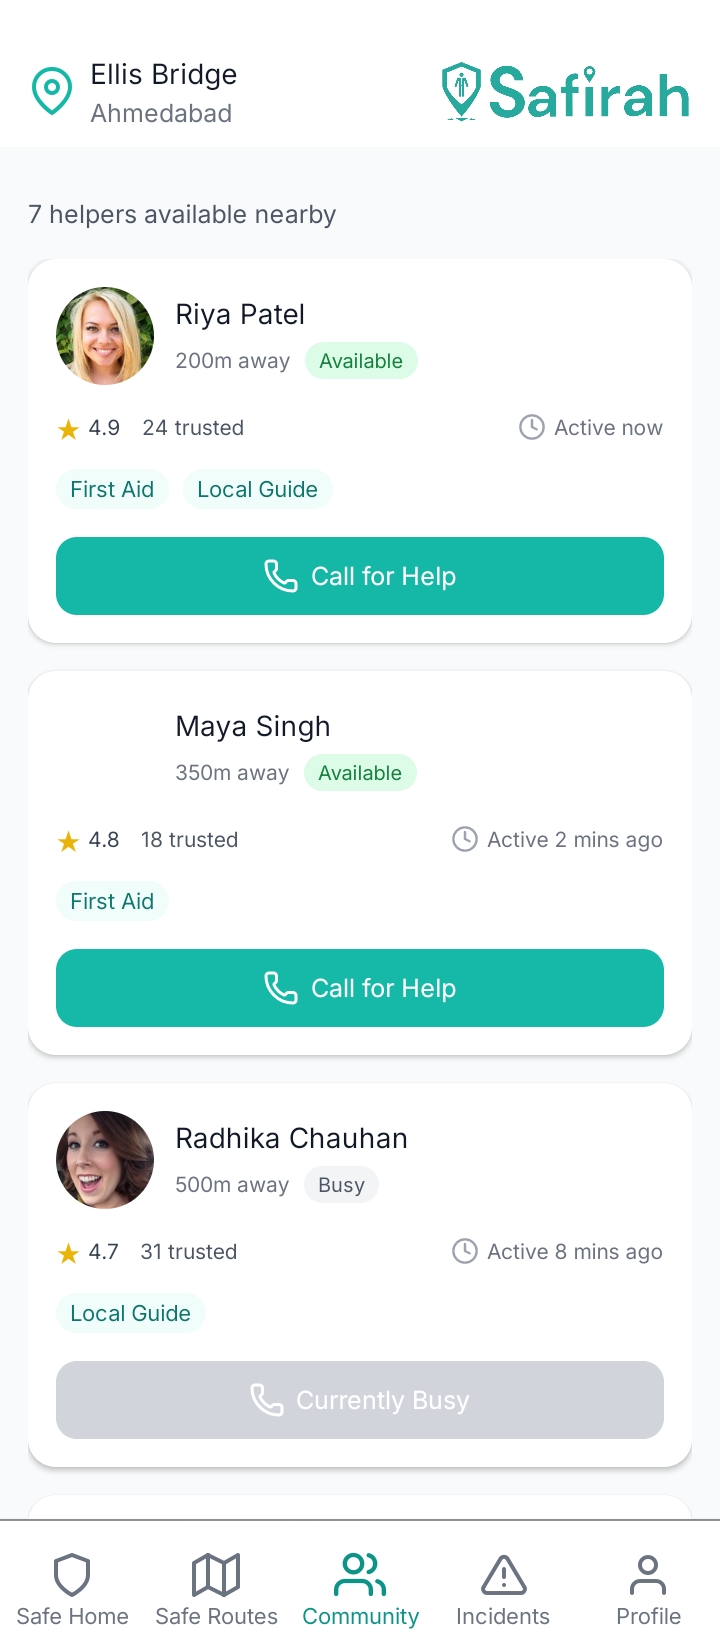 Ellis Bridge
Ahmedabad
Safirah
7 helpers available nearby
Riya Patel
200m away Available
4.9 24 trusted Active now
First Aid Local Guide
Call for Help
Maya Singh
350m away Available
4.8 18 trusted Active 2 mins ago
First Aid
Call for Help
Radhika Chauhan
500m away Busy
4.7 31 trusted Active 8 mins ago
Local Guide
Currently Busy
Safe Home Safe Routes Community Incidents Profile